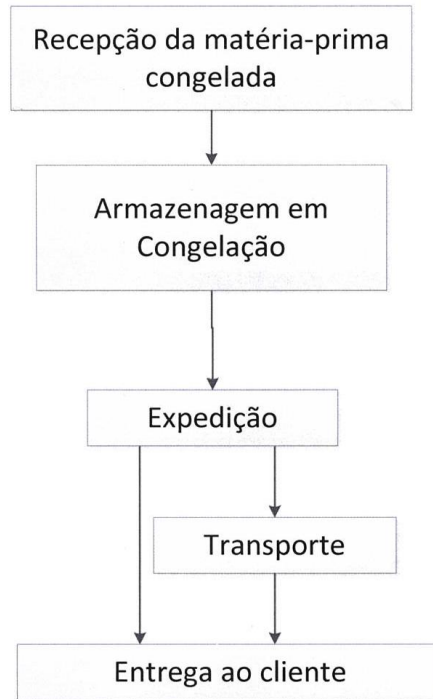 Recepção da matéria-prima
congelada
Armazenagem em
Congelação
Expedição
Transporte
Entrega ao cliente